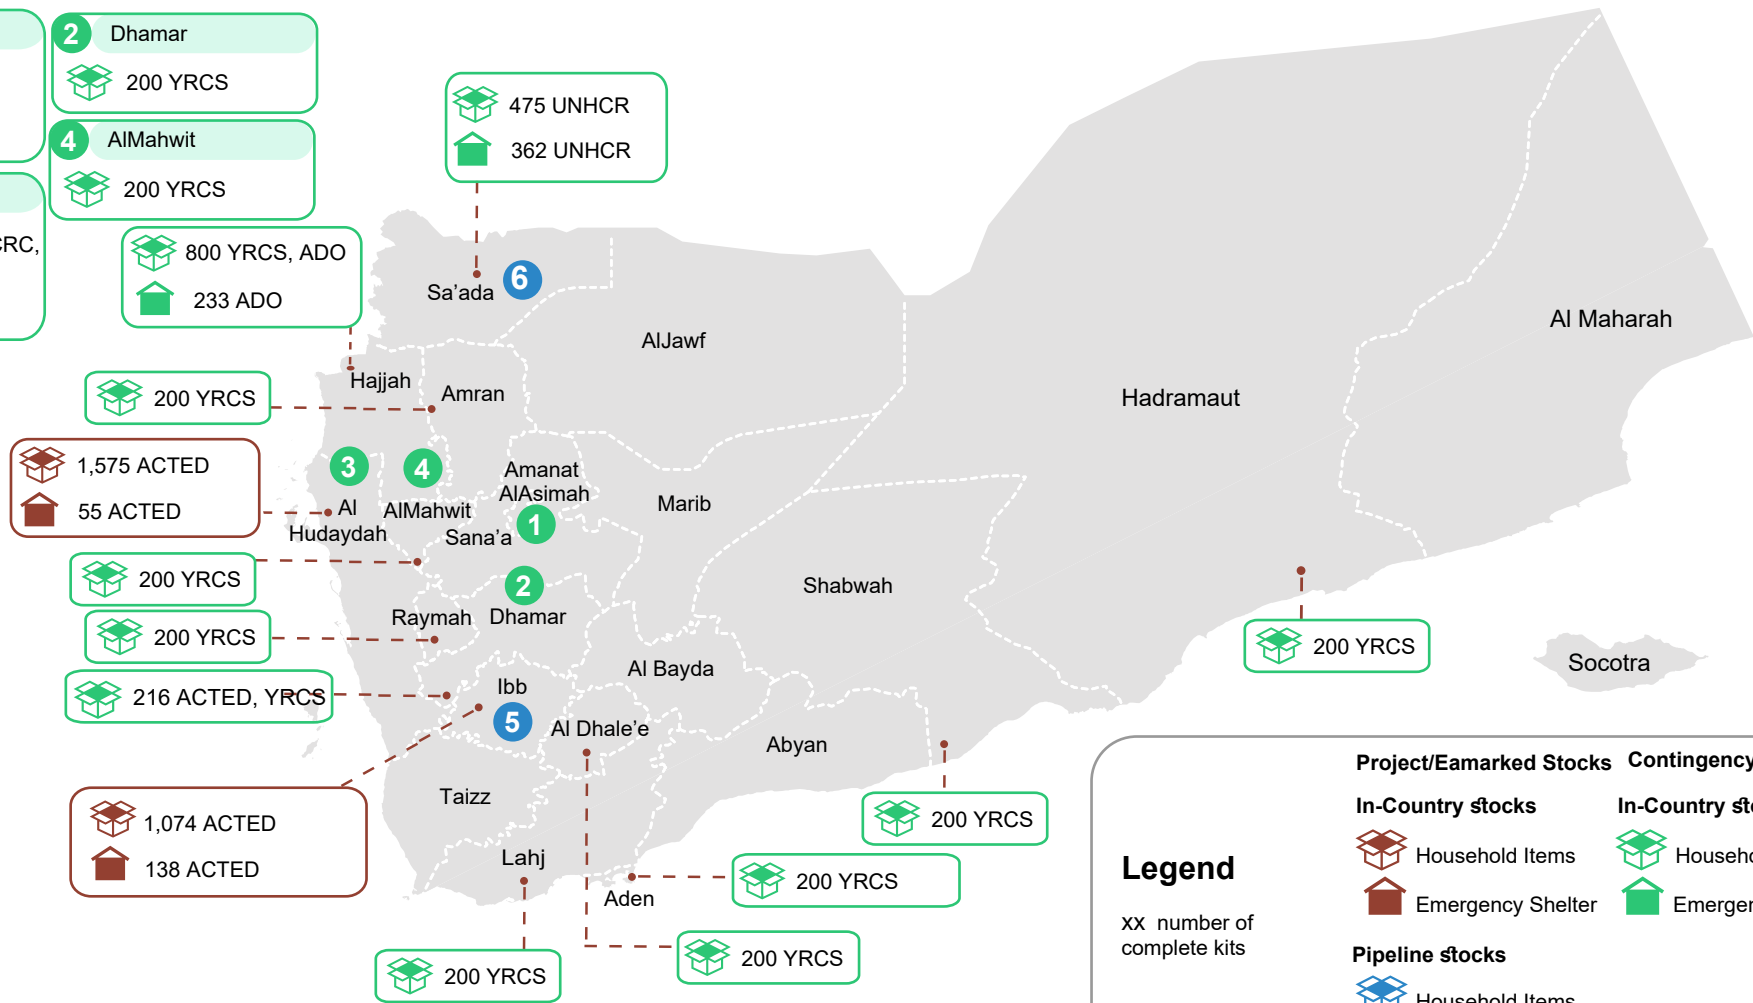 2 Dhamar
200 YRCS
4 AlMahwit
200 YRCS
CRC,
475 UNHCR
362 UNHCR
800 YRCS, ADO
233 ADO
200 YRCS
1,575 ACTED
55 ACTED
200 YRCS
200 YRCS
216 ACTED, YRCS
1,074 ACTED
138 ACTED
200 YRCS
200 YRCS
200 YRCS
200 YRCS
200 YRCS
Sa’ada
6
AlJawf
Hajjah
Amran
Hadramaut
Al Maharah
3
4
Amanat
AlAsimah
Al
Hudaydah
AlMahwit
Sana’a
1
Marib
2
Shabwah
Raymah
Dhamar
Al Bayda
Ibb
5
Al Dhale’e
Abyan
Taizz
Lahj
Aden
Socotra
Legend
xx number of
complete kits
Project/Eamarked Stocks
In-Country stocks
Household Items
Emergency Shelter
Pipeline stocks
Household Items
Contingency
In-Country sto
Househo
Emerger